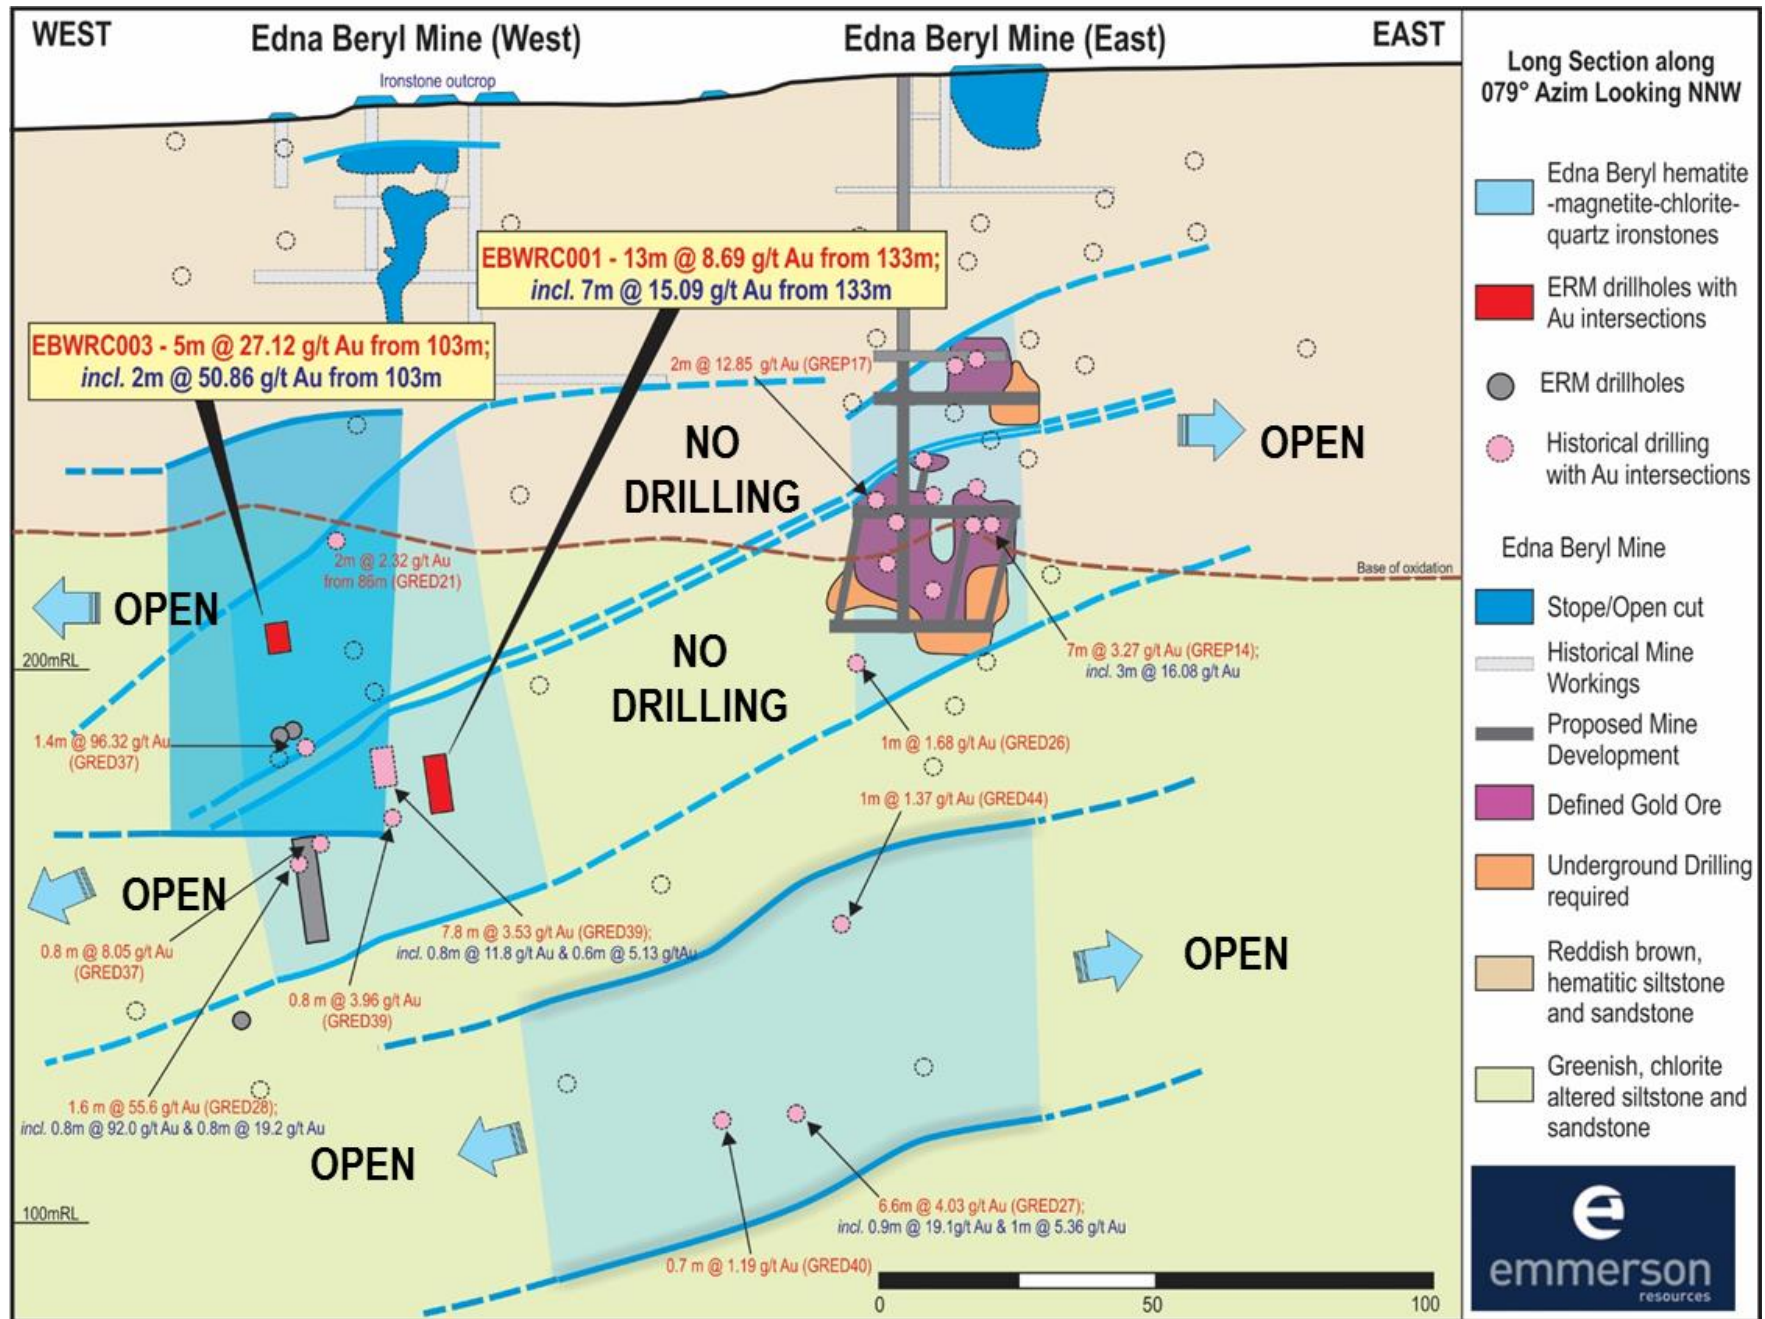 WEST
Edna Beryl Mine (West)
Edna Beryl Mine (East)
EAST
Ironstone outcrop
EBWRC001 - 13m @ 8.69 g/t Au from 133m;
incl. 7m @ 15.09 g/t Au from 133m
EBWRC003 - 5m @ 27.12 g/t Au from 103m;
incl. 2m @ 50.86 g/t Au from 103m
2m @ 12.85 g/t Au (GREP17)
NO
DRILLING
OPEN
2m @ 2.32 g/t Au
from 86m (GRED21)
Base of oxidation
OPEN
200mRL
NO
DRILLING
7m @ 3.27 g/t Au (GREP14);
incl. 3m @ 16.08 g/t Au
1.4m @ 96.32 g/t Au
(GRED37)
1m @ 1.68 g/t Au (GRED26)
1m @ 1.37 g/t Au (GRED44)
OPEN
0.8 m @ 8.05 g/t Au
(GRED37)
7.8 m @ 3.53 g/t Au (GRED39);
incl. 0.8m @ 11.8 g/t Au & 0.6m @ 5.13 g/tAu
OPEN
0.8 m @ 3.96 g/t Au
(GRED39)
1.6 m @ 55.6 g/t Au (GRED28);
incl. 0.8m @ 92.0 g/t Au & 0.8m @ 19.2 g/t Au
OPEN
100mRL
6.6m @ 4.03 g/t Au (GRED27);
incl. 0.9m @ 19.1g/t Au & 1m @ 5.36 g/t Au
0.7 m @ 1.19 g/t Au (GRED40)
0 50 100
Long Section along
079° Azim Looking NNW
Edna Beryl hematite
-magnetite-chlorite-
quartz ironstones
ERM drillholes with
Au intersections
ERM drillholes
Historical drilling
with Au intersections
Edna Beryl Mine
Stope/Open cut
Historical Mine
Workings
Proposed Mine
Development
Defined Gold Ore
Underground Drilling
required
Reddish brown,
hematitic siltstone
and sandstone
Greenish, chlorite
altered siltstone and
sandstone
e
emmerson
resources